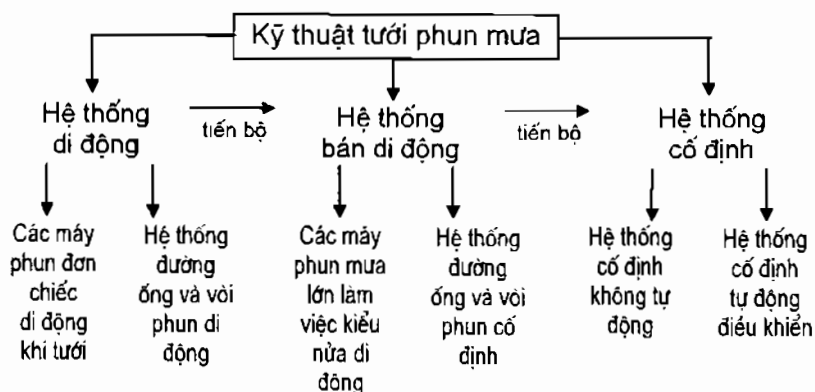 Kỹ thuật tưới phun mưa
Hệ thống
di động
tiến bộ
Hệ thống
bán di động
tiến bộ
Hệ thống
cố định
Các máy
phun đơn
chiếc
di động
khi tưới
Hệ thống
đường
ống và vòi
phun di
động
Các máy
phun mưa
lớn làm
việc kiểu
nửa di
động
Hệ thống
đường
ống và vòi
phun cố
định
Hệ thống
cố định
không tự
động
Hệ thống
cố định
tự động
điều khiển